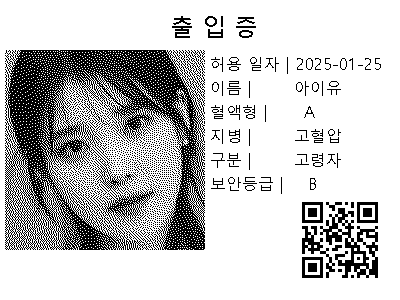 출 입 증
허용 일자 | 2025-01-25
이름 | 아이유
혈액형 | A
지병 | 고혈압
구분 | 고령자
보안등급 | B